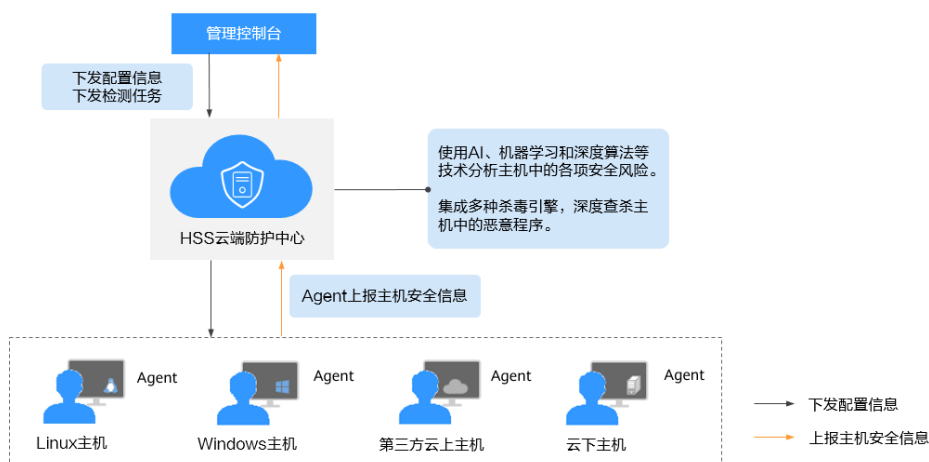 管理控制台
下发配置信息
下发检测任务
使用AI、机器学习和深度算法等
技术分析主机中的各项安全风险。
集成多种杀毒引擎，深度查杀主
机中的恶意程序。
HSS云端防护中心
Agent上报主机安全信息
Agent
Agent
Agent
Agent
Linux主机
Windows主机
第三方云上主机
云下主机
下发配置信息
上报主机安全信息